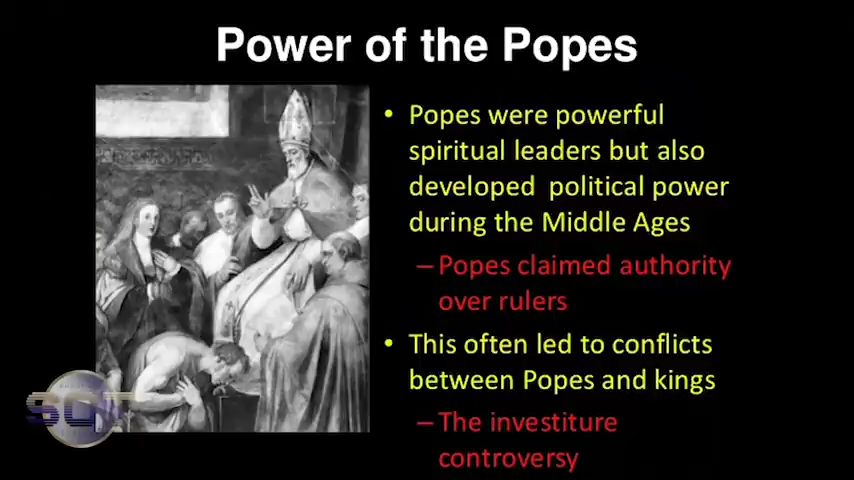 Power of the Popes
• Popes were powerful
spiritual leaders but also
developed political power
during the Middle Ages
– Popes claimed authority
over rulers
• This often led to conflicts
between Popes and kings
– The investiture
controversy